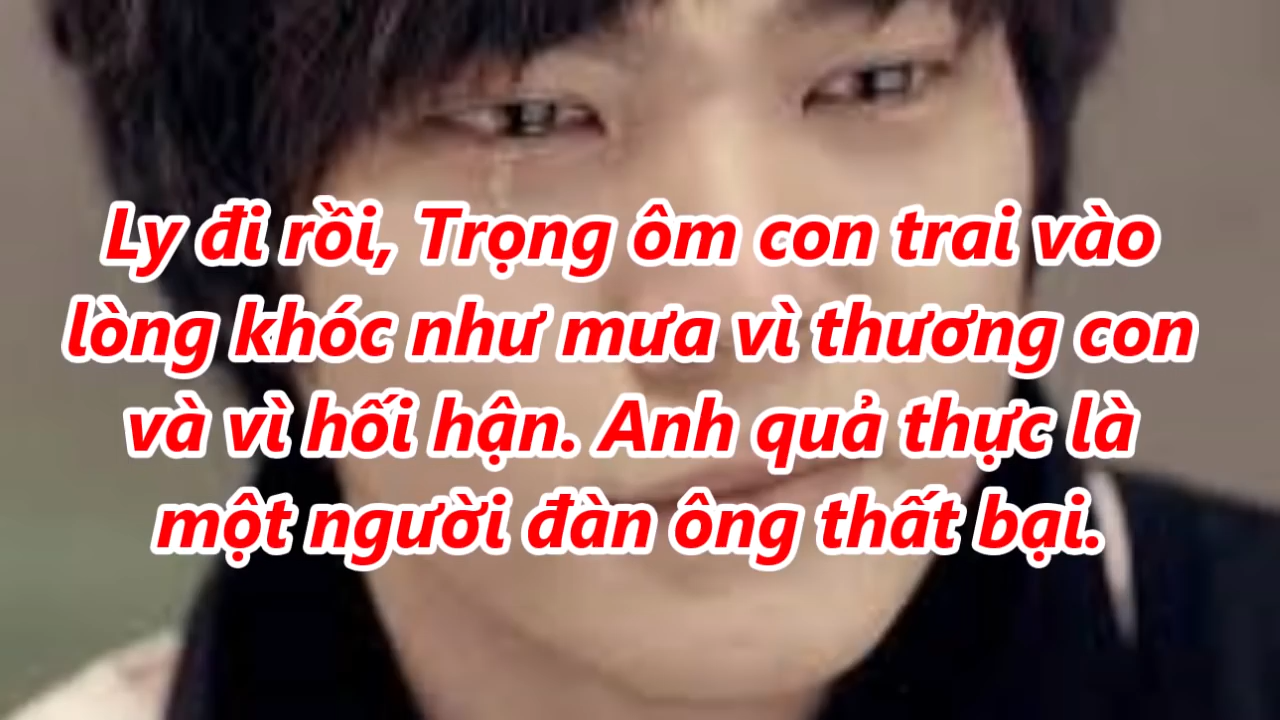 Ly đi rồi, Trọng ôm con trai vào
lòng khóc như mưa vì thương con
và vì hối hận. Anh quả thực là
một người đàn ông thất bại.